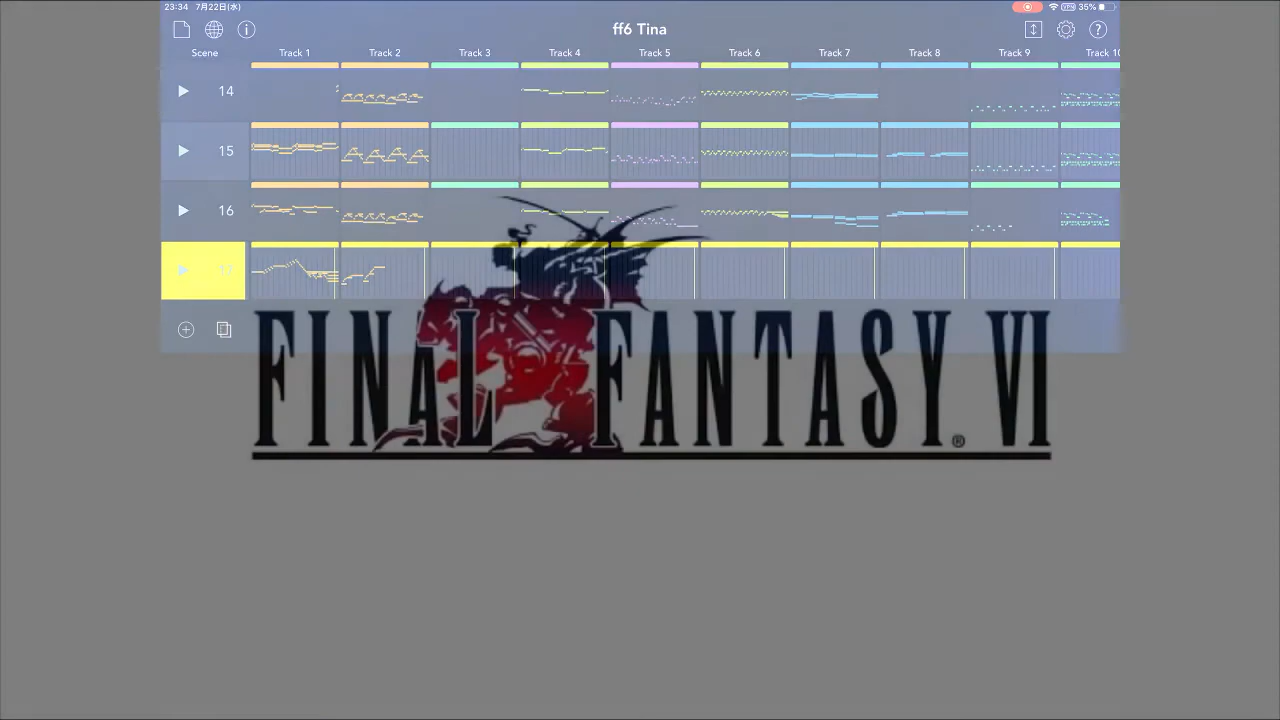 23:34 7月22日(水) VPN 35%
ff6 Tina
Scene Track 1 Track 2 Track 3 Track 4 Track 5 Track 6 Track 7 Track 8 Track 9 Track 10
14
15
16
17
FINAL FANTASY VI®